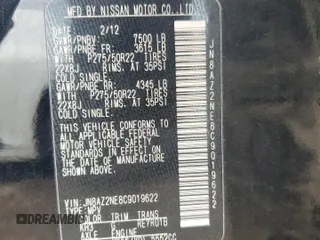 MFD BY NISSAN MOTOR CO.,LTD.
2/12
GVWR/PNBV: 7500 LB
GAWR/PNBE FR: 3615 LB
WITH P275/50R22 TIRES
22X8J RIMS, AT 35PSI
COLD SINGLE.
GAWR/PNBE RR: 4345 LB
WITH P275/50R22 TIRES
22X8J RIMS, AT 35PSI
COLD SINGLE.
THIS VEHICLE CONFORMS TO ALL
APPLICABLE FEDERAL MOTOR
VEHICLE SAFETY
STANDARDS IN EFFECT ON THE
DATE OF MANUFACTURE
SHOWN ABOVE.
VIN: JN8AZ2NE8C9019622
TYPE: MPV
COLOR TRIM TRANS
KH3 RE7R01B
ENGINE 5552CC
JN8AZ2NE8C9019622